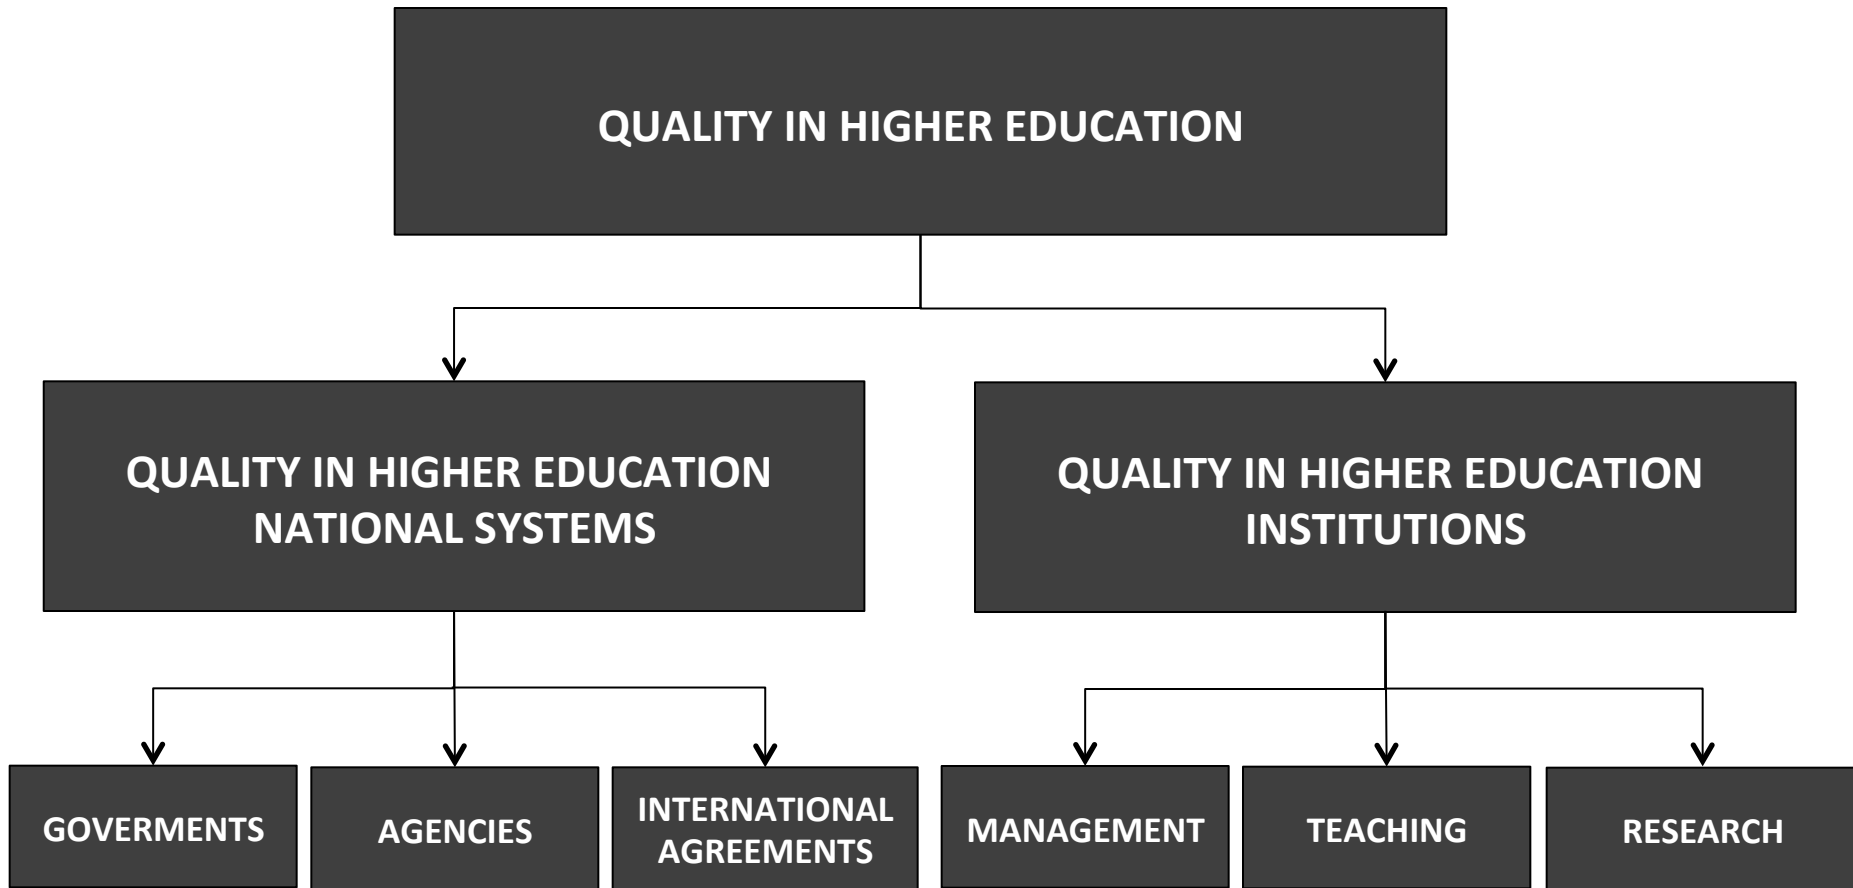 QUALITY IN HIGHER EDUCATION
QUALITY IN HIGHER EDUCATION
NATIONAL SYSTEMS
QUALITY IN HIGHER EDUCATION
INSTITUTIONS
GOVERMENTS
AGENCIES
INTERNATIONAL
AGREEMENTS
MANAGEMENT
TEACHING
RESEARCH